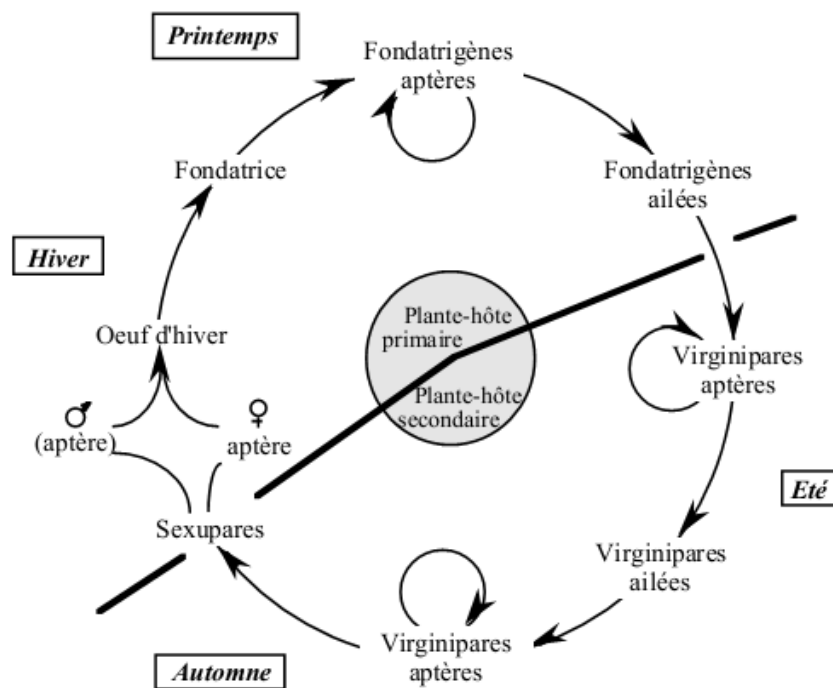 Printemps
Fondatrigènes
aptères
Fondatrice
Fondatrigènes
ailées
Hiver
Plante-hôte
primaire
Oeuf d'hiver
Virginipares
aptères
Plante-hôte
secondaire
♂
(aptère)
♀
aptère
Eté
Sexupares
Virginipares
ailées
Virginipares
aptères
Automne